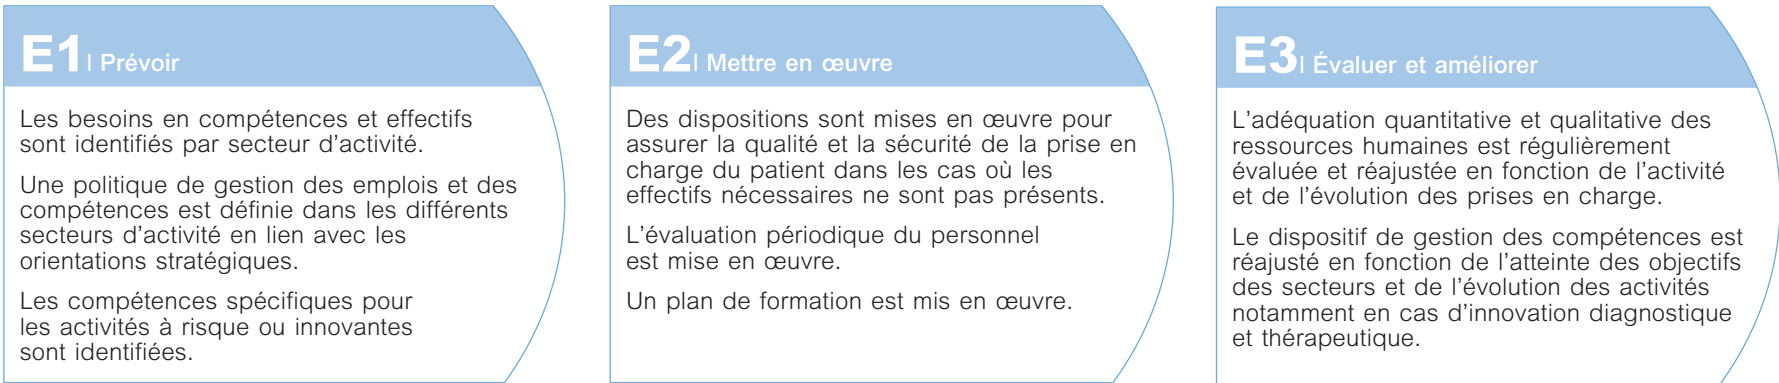 E1 | Prévoir
Les besoins en compétences et effectifs
sont identifiés par secteur d'activité.
Une politique de gestion des emplois et des
compétences est définie dans les différents
secteurs d'activité en lien avec les
orientations stratégiques.
Les compétences spécifiques pour
les activités à risque ou innovantes
sont identifiées.
E2 | Mettre en œuvre
Des dispositions sont mises en œuvre pour
assurer la qualité et la sécurité de la prise en
charge du patient dans les cas où les
effectifs nécessaires ne sont pas présents.
L'évaluation périodique du personnel
est mise en œuvre.
Un plan de formation est mis en œuvre.
E3 | Évaluer et améliorer
L'adéquation quantitative et qualitative des
ressources humaines est régulièrement
évaluée et réajustée en fonction de l'activité
et de l'évolution des prises en charge.
Le dispositif de gestion des compétences est
réajusté en fonction de l'atteinte des objectifs
des secteurs et de l'évolution des activités
notamment en cas d'innovation diagnostique
et thérapeutique.